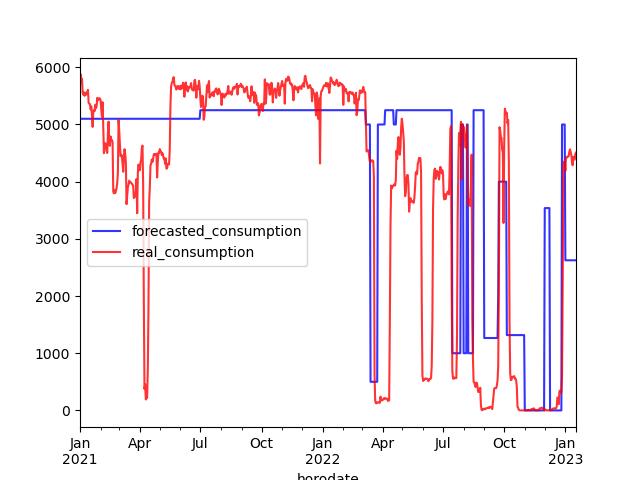 6000
5000
4000
3000
2000
1000
0
forecasted_consumption
real_consumption
Jan Apr Jul Oct Jan Apr Jul Oct Jan
2021 2022 2023
horodate